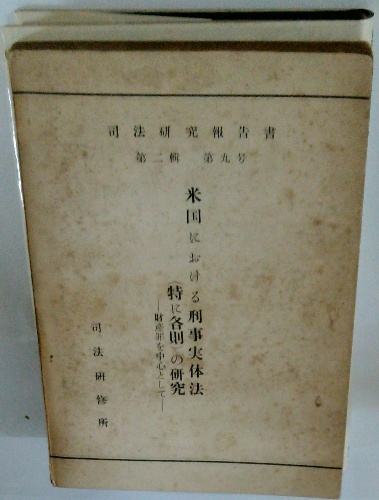 司法研究報告書
第二輯 第九号
米国における刑事実体法
(特に各則)の研究
―財産罪を中心として―
司法研修所